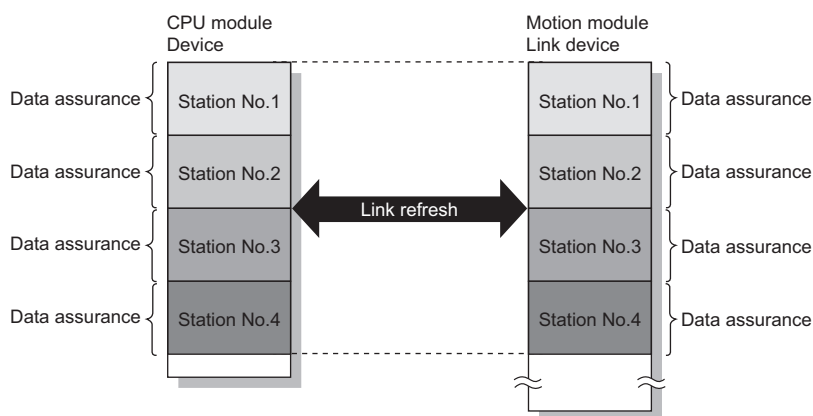 CPU module
Device
Motion module
Link device
Data assurance
Station No.1
Station No.1
Data assurance
Data assurance
Station No.2
Station No.2
Data assurance
Link refresh
Data assurance
Station No.3
Station No.3
Data assurance
Data assurance
Station No.4
Station No.4
Data assurance